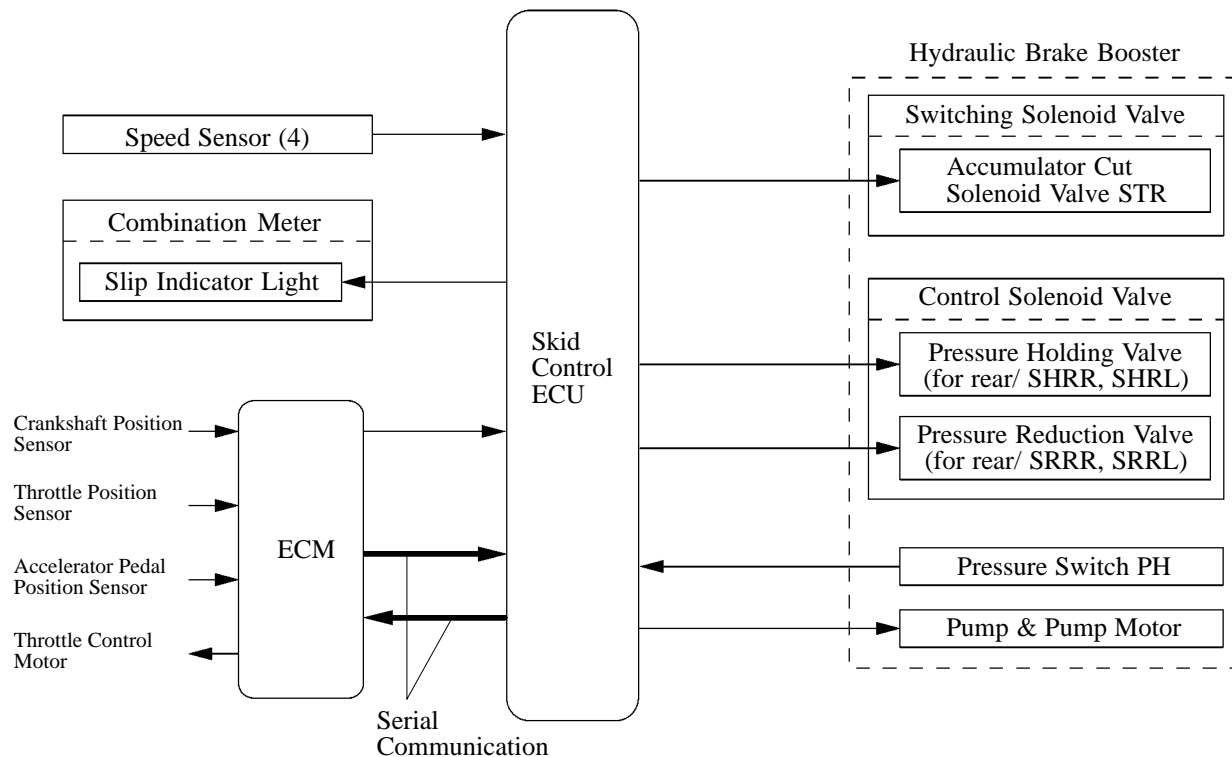 Hydraulic Brake Booster
Speed Sensor (4)
Combination Meter
Slip Indicator Light
Crankshaft Position
Sensor
Throttle Position
Sensor
Accelerator Pedal
Position Sensor
Throttle Control
Motor
ECM
Serial
Communication
Skid
Control
ECU
Switching Solenoid Valve
Accumulator Cut
Solenoid Valve STR
Control Solenoid Valve
Pressure Holding Valve
(for rear/ SHRR, SHRL)
Pressure Reduction Valve
(for rear/ SRRR, SRRL)
Pressure Switch PH
Pump & Pump Motor